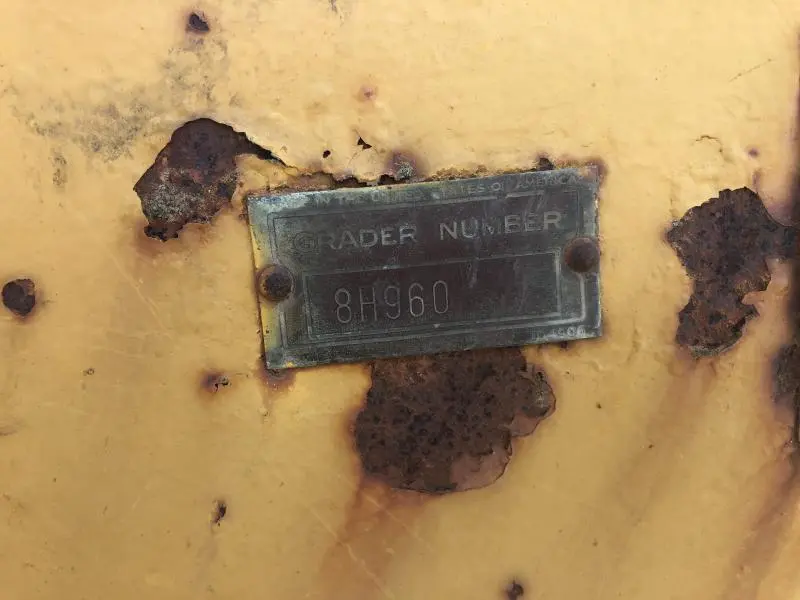 IN THE UNITED STATES OF AMERICA
GRADER NUMBER
8H960